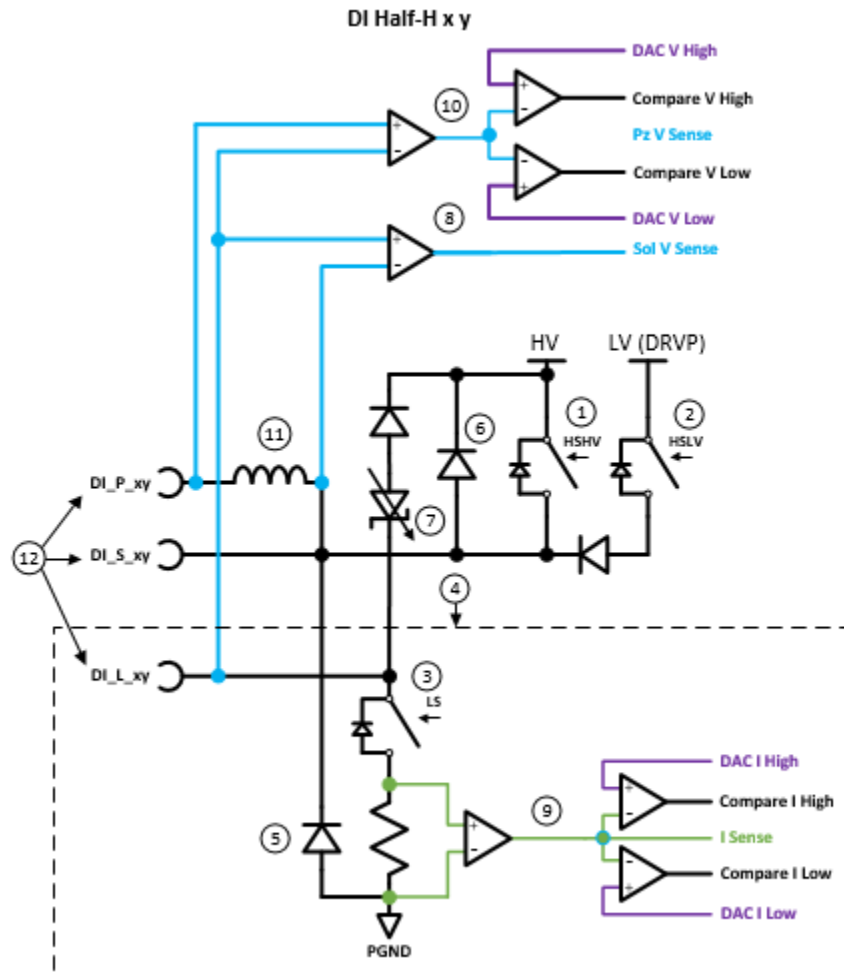 DI Half-H x y
DAC V High
10
+
-
Compare V High
+
-
Pz V Sense
-
+
Compare V Low
8
DAC V Low
+
-
Sol V Sense
HV
LV (DRVP)
1
2
HSHV
HSLV
6
11
DI_P_xy
7
12
DI_S_xy
4
DI_L_xy
3
LS
DAC I High
+
-
Compare I High
5
+
-
9
I Sense
-
+
Compare I Low
DAC I Low
PGND